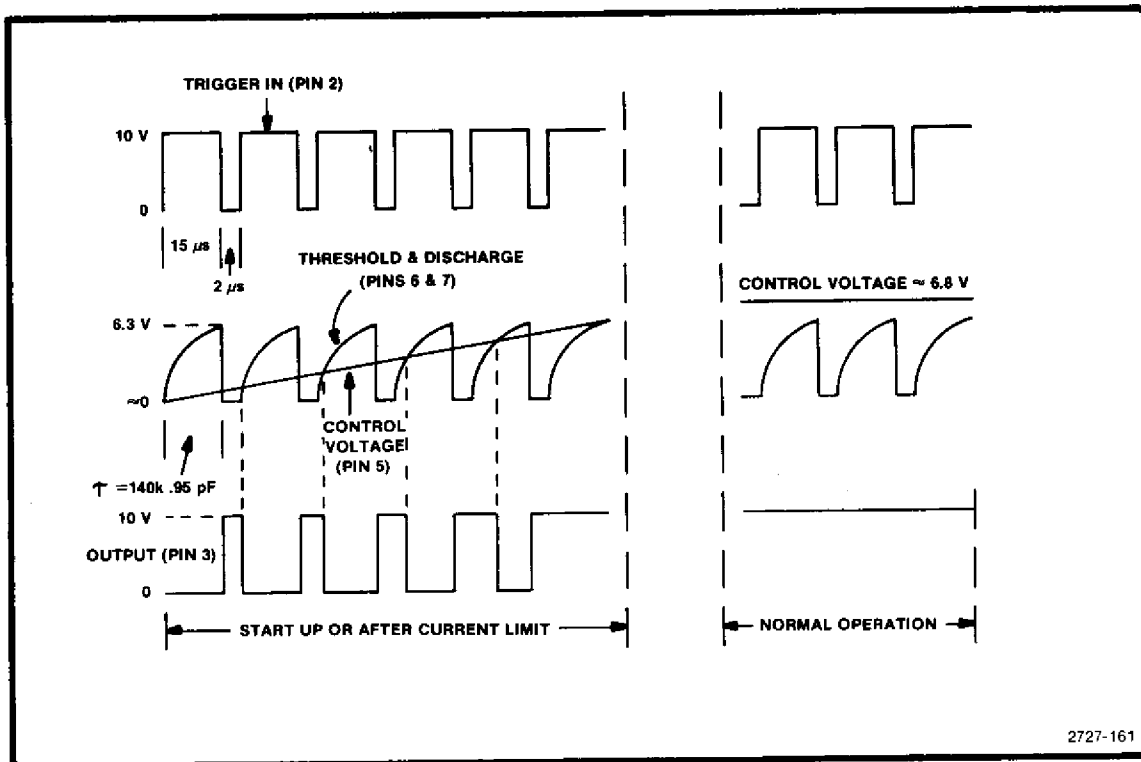 TRIGGER IN (PIN 2)
10 V
0
15 μs
2 μs
THRESHOLD & DISCHARGE
(PINS 6 & 7)
CONTROL VOLTAGE ≈ 6.8 V
6.3 V
≈0
CONTROL
VOLTAGE
(PIN 5)
τ =140k .95 pF
10 V
OUTPUT (PIN 3)
0
START UP OR AFTER CURRENT LIMIT
NORMAL OPERATION
2727-161